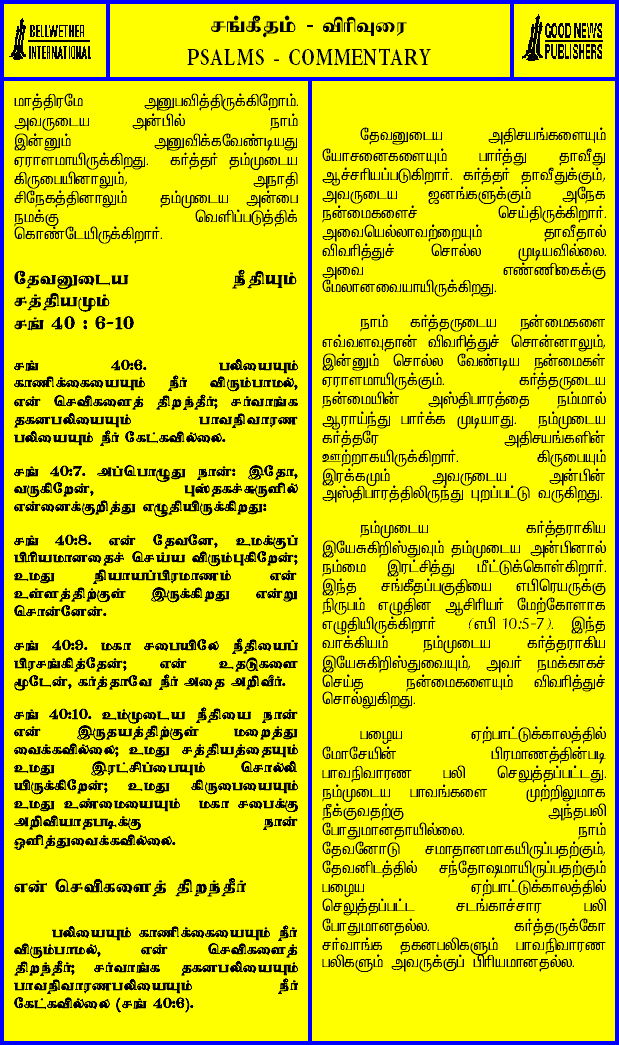 BELLWETHER
INTERNATIONAL
சங்கீதம் - விரிவுரை
PSALMS - COMMENTARY
GOOD NEWS
PUBLISHERS
மாத்திரமே அனுபவித்திருக்கிறோம்.
அவருடைய அன்பில் நாம்
இன்னும் அனுவிக்கவேண்டியது
ஏராளமாயிருக்கிறது. கர்த்தர் தம்முடைய
கிருபையினாலும், அநாதி
சிநேகத்தினாலும் தம்முடைய அன்பை
நமக்கு வெளிப்படுத்திக்
கொண்டேயிருக்கிறார்.
தேவனுடைய நீதியும்
சத்தியமும்
சங் 40 : 6-10
சங் 40:6. பலியையும்
காணிக்கையையும் நீர் விரும்பாமல்,
என் செவிகளைத் திறந்தீர்; சர்வாங்க
தகனபலியையும் பாவநிவாரண
பலியையும் நீர் கேட்கவில்லை.
சங் 40:7. அப்பொழுது நான்: இதோ,
வருகிறேன், புஸ்தகச்சுருளில்
என்னைக்குறித்து எழுதியிருக்கிறது:
சங் 40:8. என் தேவனே, உமக்குப்
பிரியமானதைச் செய்ய விரும்புகிறேன்;
உமது நியாயப்பிரமாணம் என்
உள்ளத்திற்குள் இருக்கிறது என்று
சொன்னேன்.
சங் 40:9. மகா சபையிலே நீதியைப்
பிரசங்கித்தேன்; என் உதடுகளை
மூடேன், கர்த்தாவே நீர் அதை அறிவீர்.
சங் 40:10. உம்முடைய நீதியை நான்
என் இருதயத்திற்குள் மறைத்து
வைக்கவில்லை; உமது சத்தியத்தையும்
உமது இரட்சிப்பையும் சொல்லி
யிருக்கிறேன்; உமது கிருபையையும்
உமது உண்மையையும் மகா சபைக்கு
அறிவியாதபடிக்கு நான்
ஒளித்துவைக்கவில்லை.
என் செவிகளைத் திறந்தீர்
பலியையும் காணிக்கையையும் நீர்
விரும்பாமல், என் செவிகளைத்
திறந்தீர்; சர்வாங்க தகனபலியையும்
பாவநிவாரணபலியையும் நீர்
கேட்கவில்லை (சங் 40:6).
தேவனுடைய அதிசயங்களையும்
யோசனைகளையும் பார்த்து தாவீது
ஆச்சரியப்படுகிறார். கர்த்தர் தாவீதுக்கும்,
அவருடைய ஜனங்களுக்கும் அநேக
நன்மைகளைச் செய்திருக்கிறார்.
அவையெல்லாவற்றையும் தாவீதால்
விவரித்துச் சொல்ல முடியவில்லை.
அவை எண்ணிகைக்கு
மேலானவையாயிருக்கிறது.
நாம் கர்த்தருடைய நன்மைகளை
எவ்வளவுதான் விவரித்துச் சொன்னாலும்,
இன்னும் சொல்ல வேண்டிய நன்மைகள்
ஏராளமாயிருக்கும். கர்த்தருடைய
நன்மையின் அஸ்திபாரத்தை நம்மால்
ஆராய்ந்து பார்க்க முடியாது. நம்முடைய
கர்த்தரே அதிசயங்களின்
ஊற்றாகயிருக்கிறார். கிருபையும்
இரக்கமும் அவருடைய அன்பின்
அஸ்திபாரத்திலிருந்து புறப்பட்டு வருகிறது.
நம்முடைய கர்த்தராகிய
இயேசுகிறிஸ்துவும் தம்முடைய அன்பினால்
நம்மை இரட்சித்து மீட்டுக்கொள்கிறார்.
இந்த சங்கீதப்பகுதியை எபிரெயருக்கு
நிருபம் எழுதின ஆசிரியர் மேற்கோளாக
எழுதியிருக்கிறார் (எபி 10:5-7). இந்த
வாக்கியம் நம்முடைய கர்த்தராகிய
இயேசுகிறிஸ்துவையும், அவர் நமக்காகச்
செய்த நன்மைகளையும் விவரித்துச்
சொல்லுகிறது.
பழைய ஏற்பாட்டுக்காலத்தில்
மோசேயின் பிரமாணத்தின்படி
பாவநிவாரண பலி செலுத்தப்பட்டது.
நம்முடைய பாவங்களை முற்றிலுமாக
நீக்குவதற்கு அந்தபலி
போதுமானதாயில்லை. நாம்
தேவனோடு சமாதானமாகயிருப்பதற்கும்,
தேவனிடத்தில் சந்தோஷமாயிருப்பதற்கும்
பழைய ஏற்பாட்டுக்காலத்தில்
செலுத்தப்பட்ட சடங்காச்சார பலி
போதுமானதல்ல. கர்த்தருக்கோ
சர்வாங்க தகனபலிகளும் பாவநிவாரண
பலிகளும் அவருக்குப் பிரியமானதல்ல.